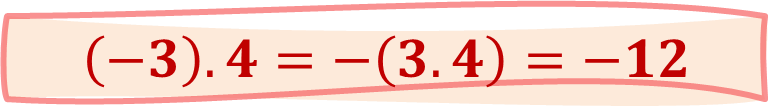 (−3). 4 = −(3. 4) = −12